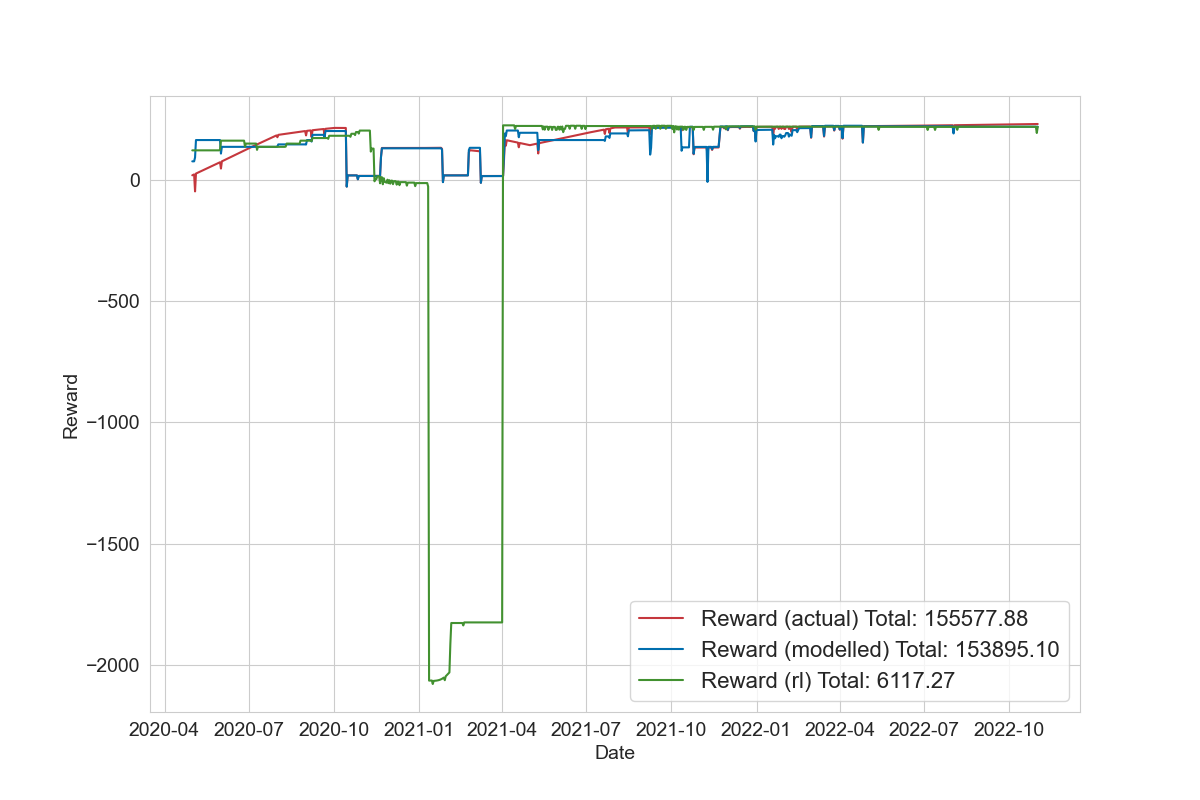 0
−500
−1000
−1500
−2000
Reward
Reward (actual) Total: 155577.88
Reward (modelled) Total: 153895.10
Reward (rl) Total: 6117.27
2020-04 2020-07 2020-10 2021-01 2021-04 2021-07 2021-10 2022-01 2022-04 2022-07 2022-10
Date